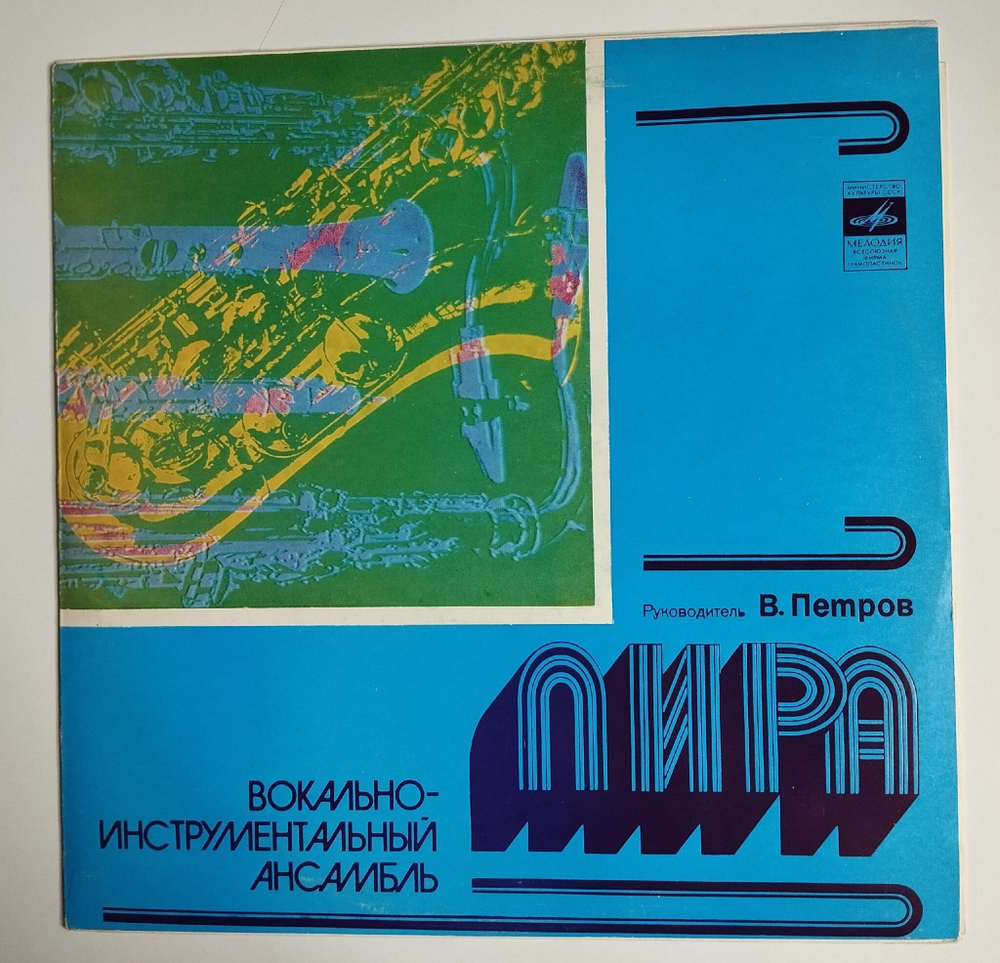 МИНИСТЕРСТВО
КУЛЬТУРЫ СССР
МЕЛОДИЯ
ВСЕСОЮЗНАЯ
ФИРМА
ГРАМПЛАСТИНОК
Руководитель В. Петров
ЛИРА
ВОКАЛЬНО-
ИНСТРУМЕНТАЛЬНЫЙ
АНСАМБЛЬ